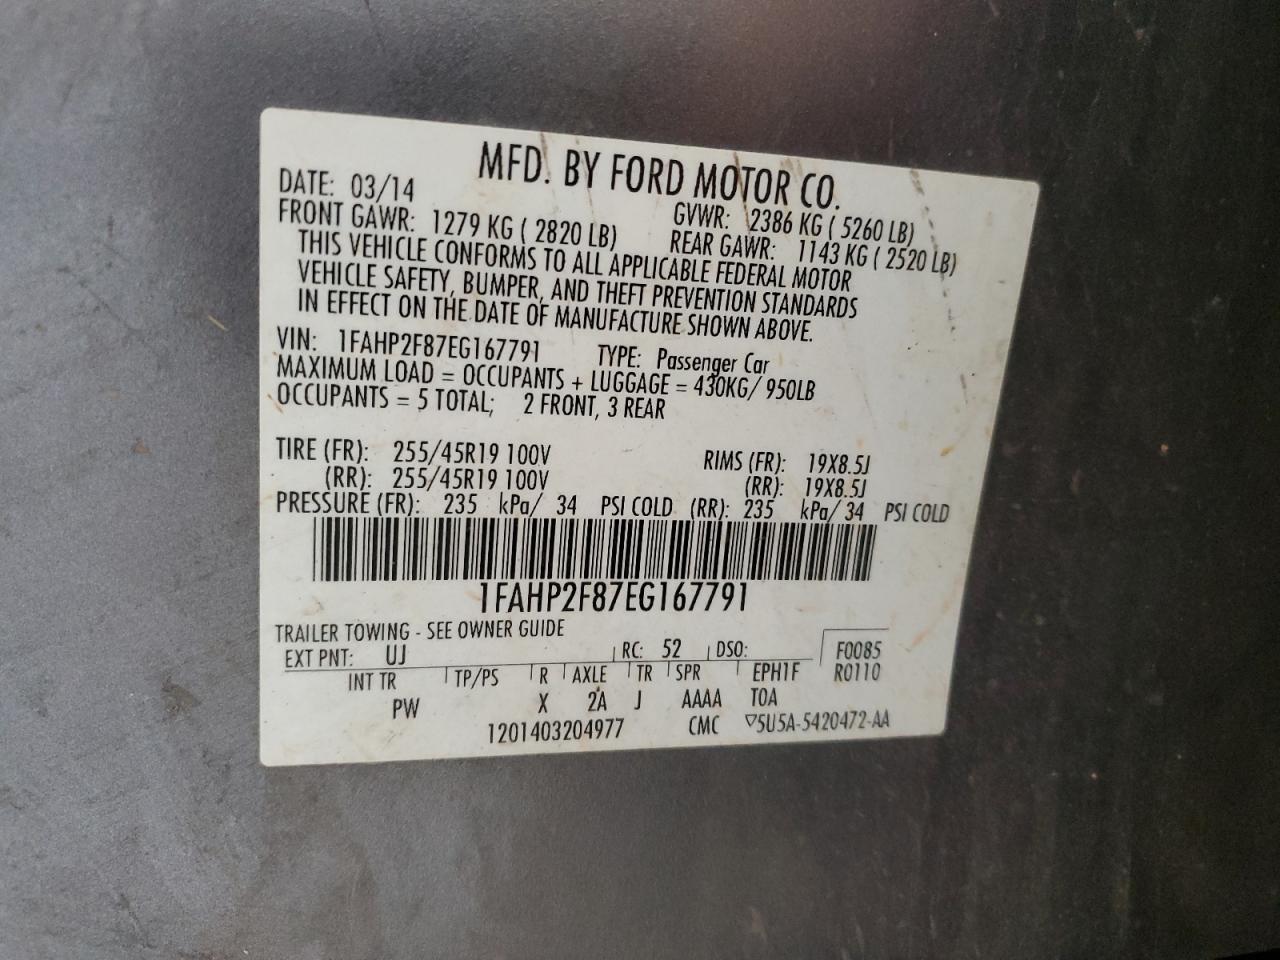 MFD. BY FORD MOTOR CO.
DATE: 03/14 GVWR: 2386 KG ( 5260 LB)
FRONT GAWR: 1279 KG ( 2820 LB) REAR GAWR: 1143 KG ( 2520 LB)
THIS VEHICLE CONFORMS TO ALL APPLICABLE FEDERAL MOTOR
VEHICLE SAFETY, BUMPER, AND THEFT PREVENTION STANDARDS
IN EFFECT ON THE DATE OF MANUFACTURE SHOWN ABOVE.
VIN: 1FAHP2F87EG167791 TYPE: Passenger Car
MAXIMUM LOAD = OCCUPANTS + LUGGAGE = 430KG/ 950LB
OCCUPANTS = 5 TOTAL; 2 FRONT, 3 REAR
TIRE (FR): 255/45R19 100V RIMS (FR): 19X8.5J
(RR): 255/45R19 100V (RR): 19X8.5J
PRESSURE (FR): 235 kPa/ 34 PSI COLD (RR): 235 kPa/ 34 PSI COLD
1FAHP2F87EG167791
TRAILER TOWING - SEE OWNER GUIDE
EXT PNT: UJ RC: 52 DSO: F0085
INT TR TP/PS R AXLE TR SPR EPH1F R0110
PW X 2A J AAAA T0A
1201403204977 CMC ▽5U5A-5420472-AA